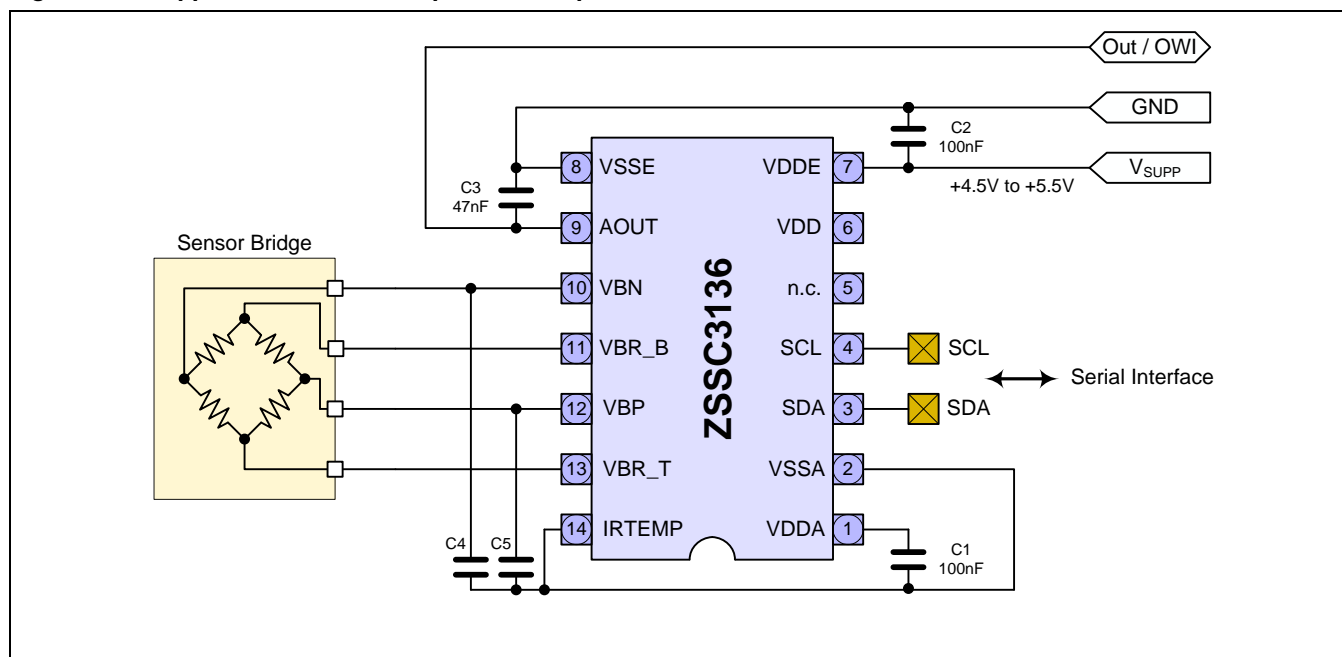 Out / OWI
GND
C2
100nF
VSUPP
+4.5V to +5.5V
8 VSSE
VDDE 7
C3
47nF
9 AOUT
VDD 6
Sensor Bridge
10 VBN
n.c. 5
11 VBR_B
SCL 4
SCL
ZSSC3136
Serial Interface
12 VBP
SDA 3
SDA
13 VBR_T
VSSA 2
14 IRTEMP
VDDA 1
C4
C5
C1
100nF